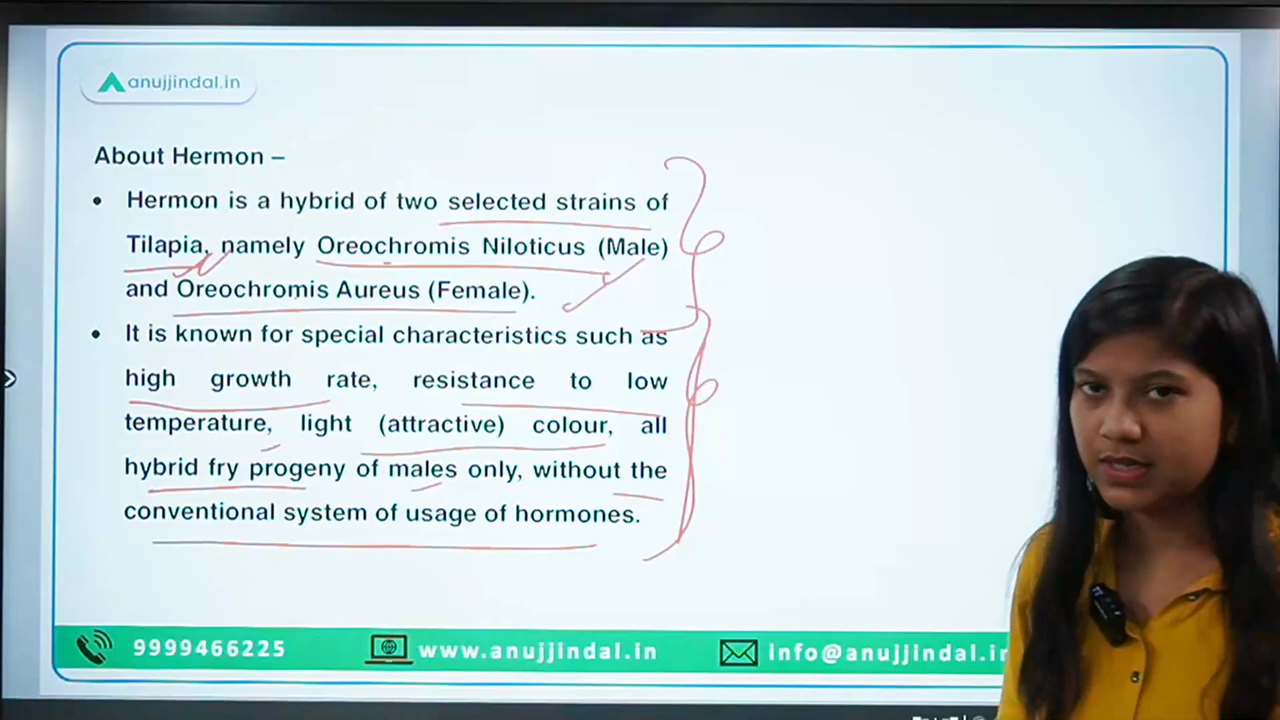 anujjindal.in
About Hermon –
• Hermon is a hybrid of two selected strains of
Tilapia, namely Oreochromis Niloticus (Male)
and Oreochromis Aureus (Female).
• It is known for special characteristics such as
high growth rate, resistance to low
temperature, light (attractive) colour, all
hybrid fry progeny of males only, without the
conventional system of usage of hormones.
9999466225 www.anujjindal.in info@anujjindal.in